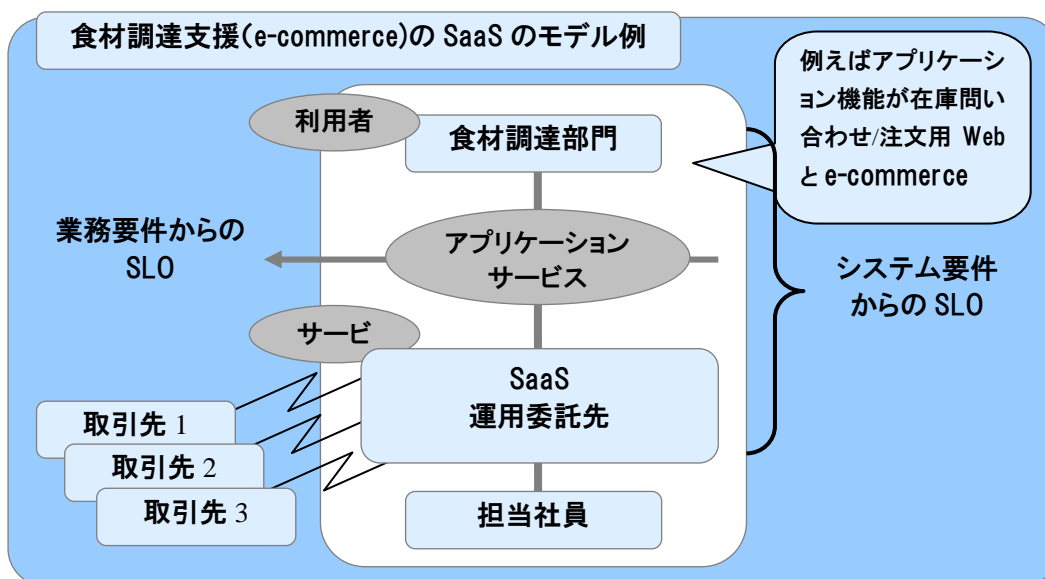 食材調達支援(e-commerce)の SaaS のモデル例
例えばアプリケーシ
ョン機能が在庫問い
合わせ/注文用 Web
と e-commerce
利用者
食材調達部門
業務要件からの
SLO
アプリケーション
サービス
システム要件
からの SLO
サービ
SaaS
運用委託先
取引先 1
取引先 2
取引先 3
担当社員